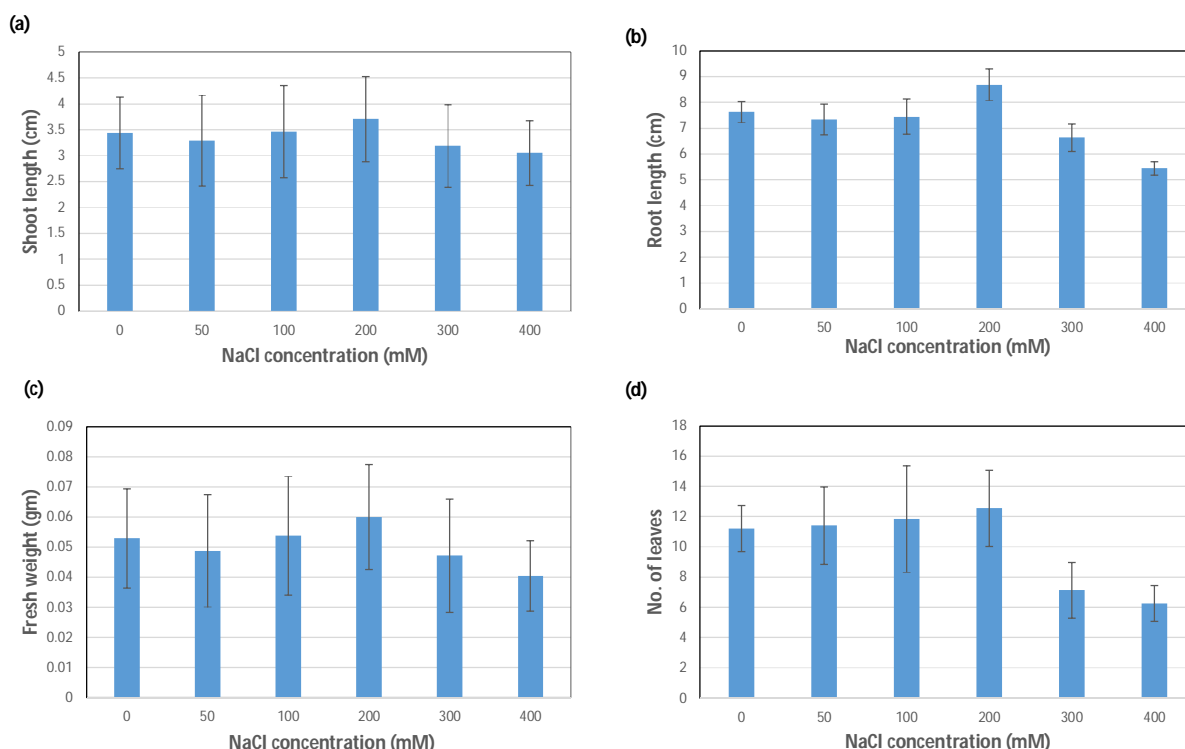 (a)
Shoot length (cm)
5
4.5
4
3.5
3
2.5
2
1.5
1
0.5
0
0 50 100 200 300 400
NaCl concentration (mM)
(b)
Root length (cm)
10
9
8
7
6
5
4
3
2
1
0
0 50 100 200 300 400
NaCl concentration (mM)
(c)
Fresh weight (gm)
0.09
0.08
0.07
0.06
0.05
0.04
0.03
0.02
0.01
0
0 50 100 200 300 400
NaCl concentration (mM)
(d)
No. of leaves
18
16
14
12
10
8
6
4
2
0
0 50 100 200 300 400
NaCl concentration (mM)